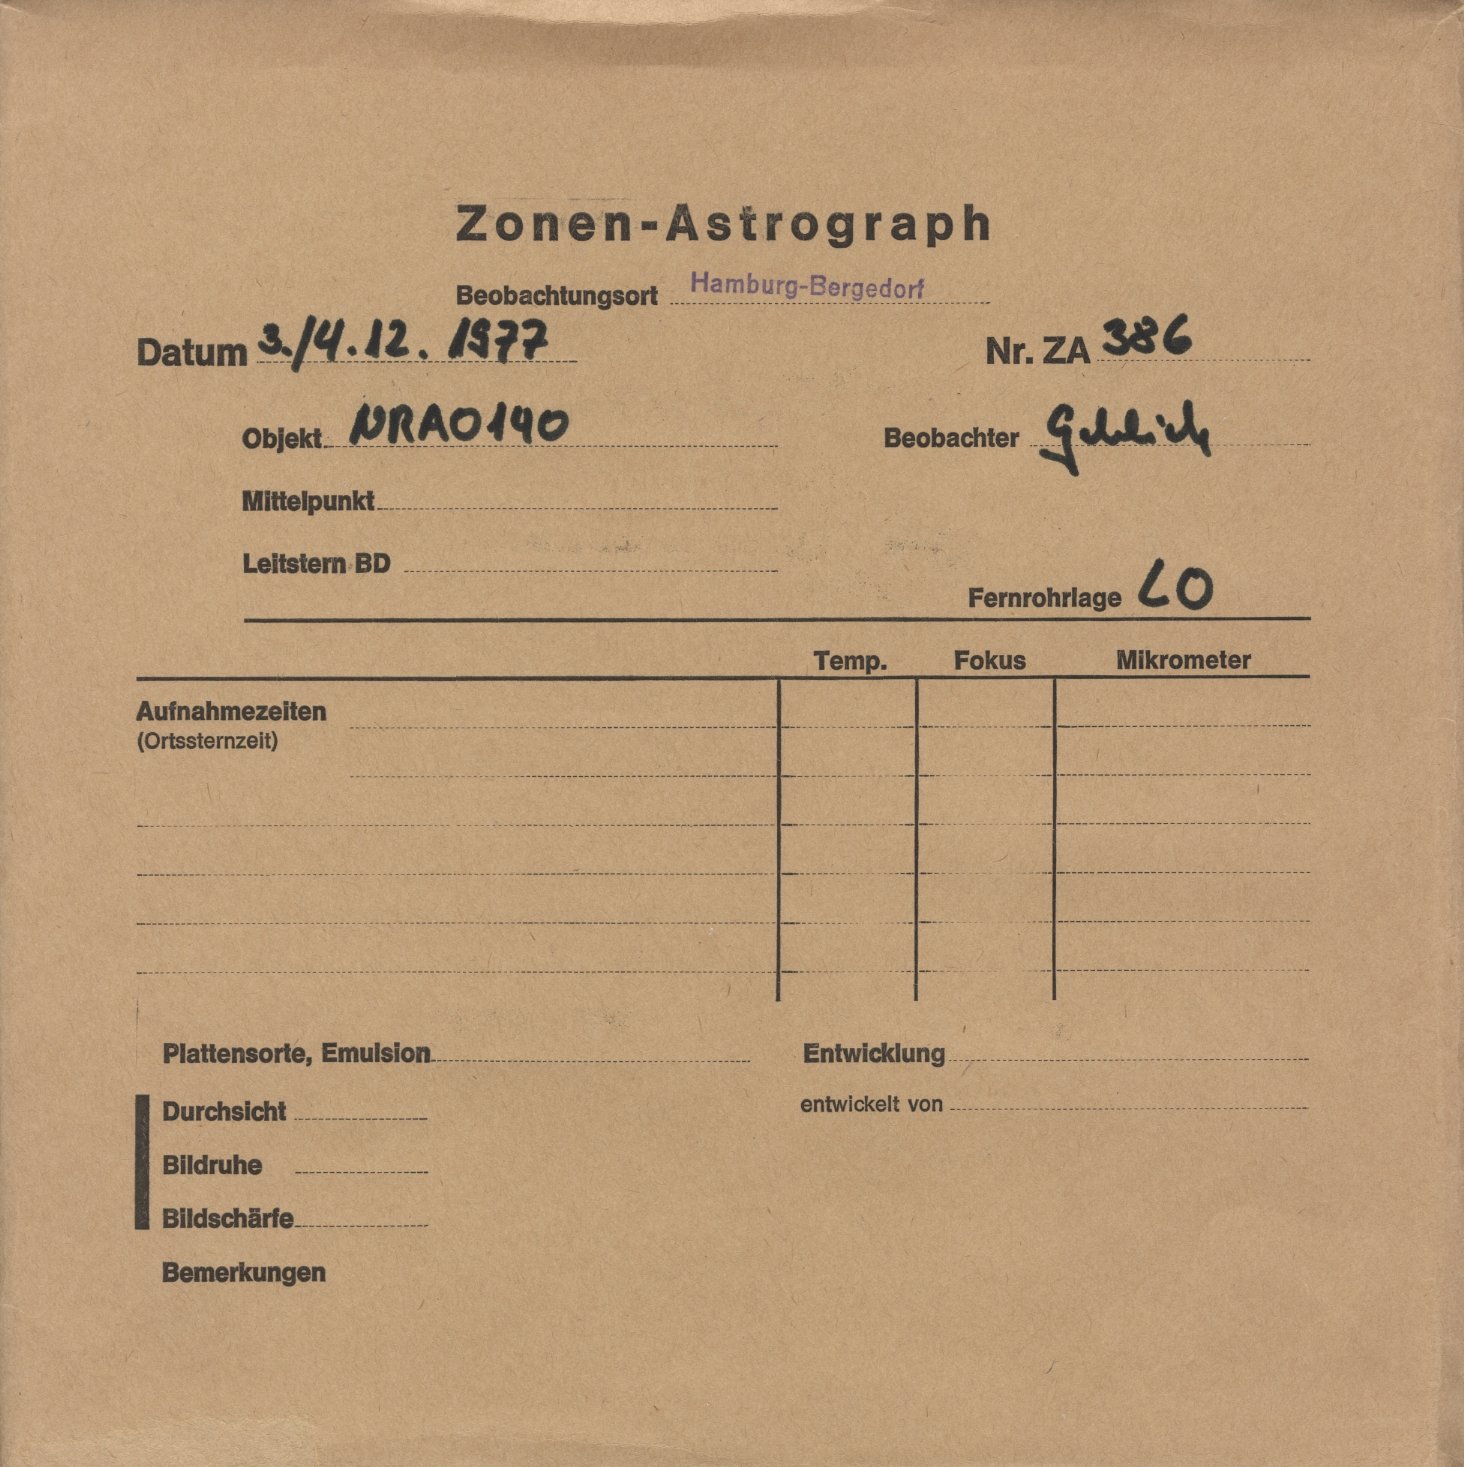 Zonen-Astrograph
Beobachtungsort Hamburg-Bergedorf
Datum 3./4.12.1977 Nr. ZA 386
Objekt NRAO140 Beobachter
Mittelpunkt
Leitstern BD
Fernrohrlage LO
Temp. Fokus Mikrometer
Aufnahmezeiten
(Ortssternzeit)
Plattensorte, Emulsion Entwicklung
Durchsicht entwickelt von
Bildruhe
Bildschärfe
Bemerkungen